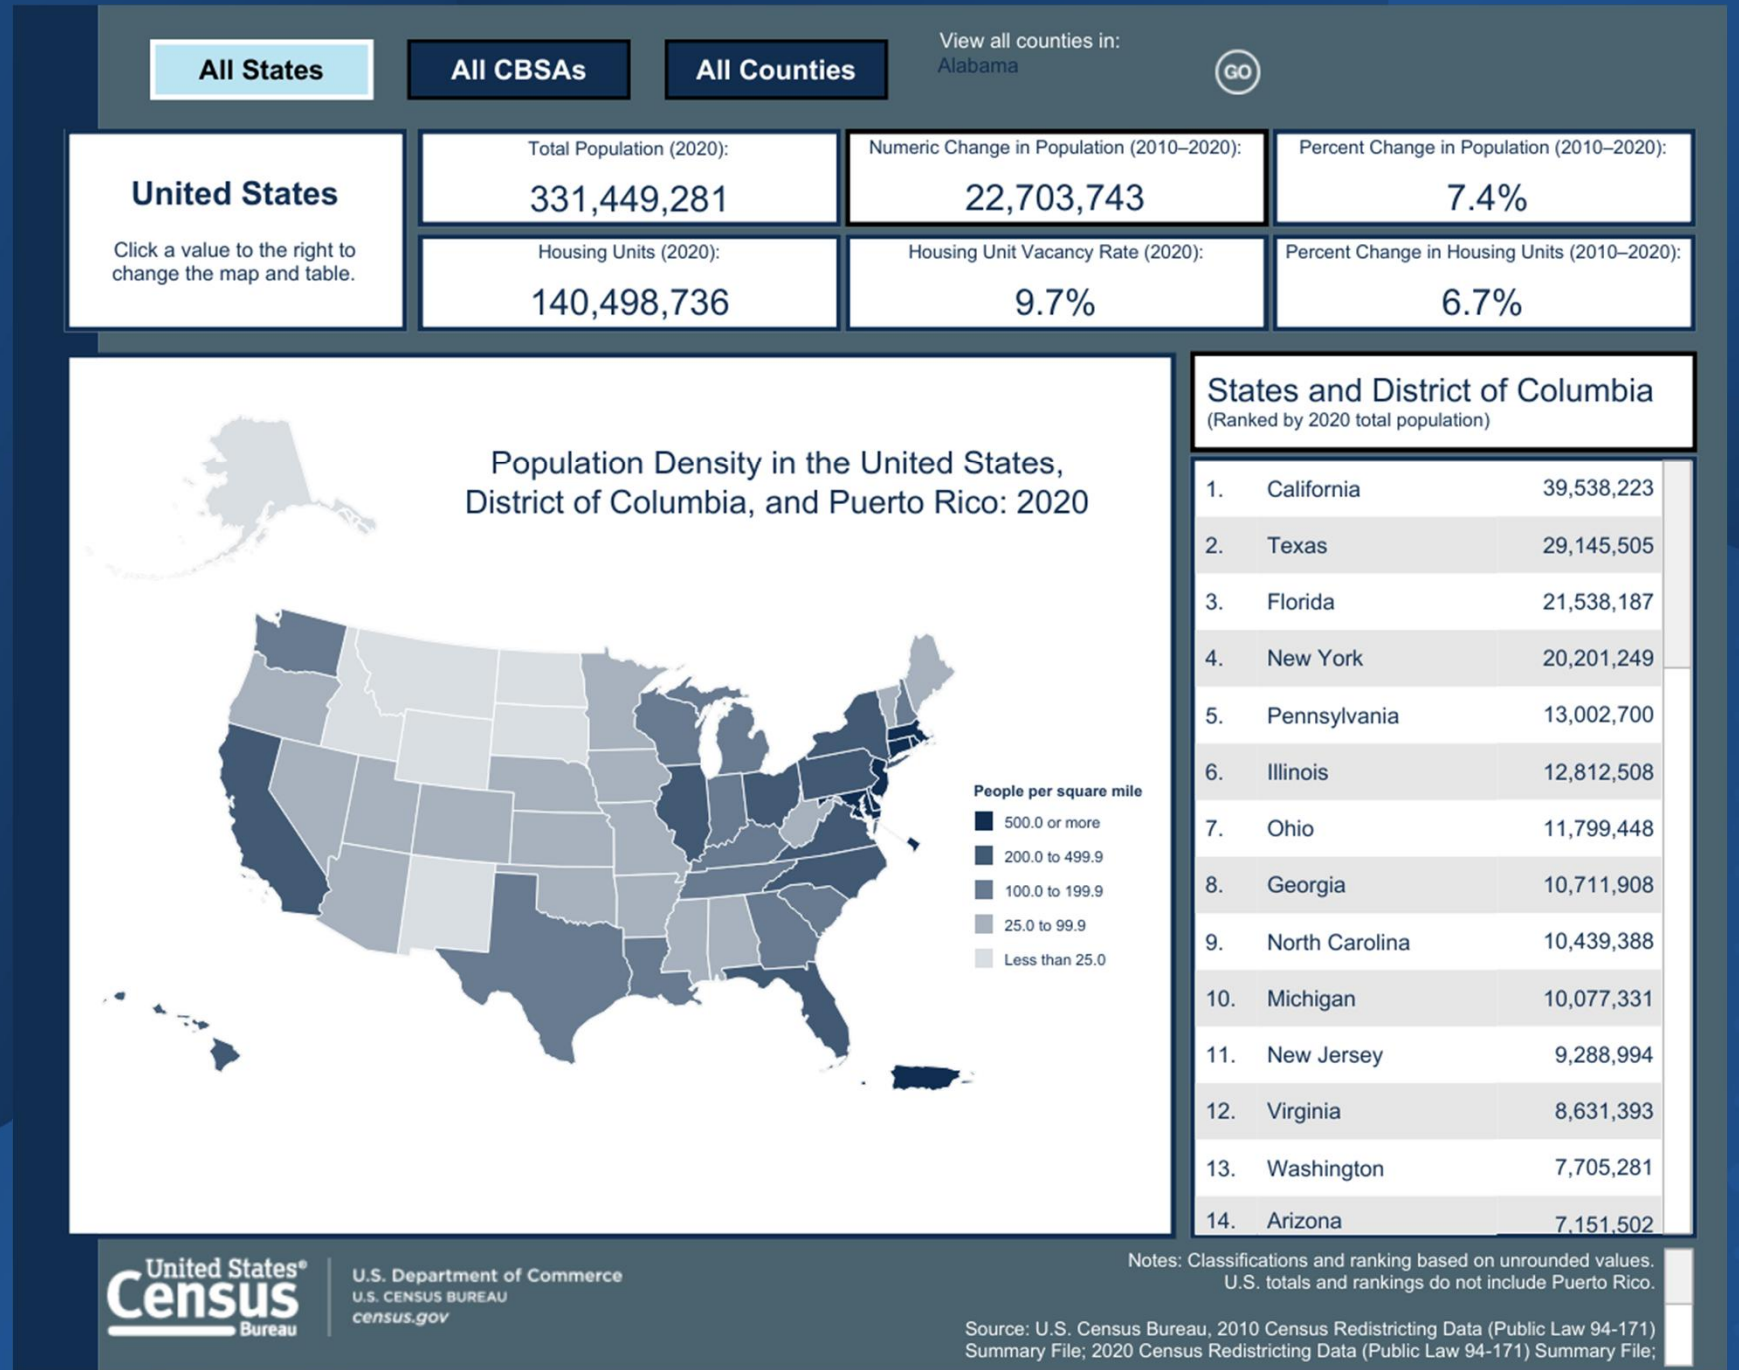 All States
All CBSAs
All Counties
View all counties in:
Alabama
GO
United States
Click a value to the right to
change the map and table.
Total Population (2020):
331,449,281
Numeric Change in Population (2010–2020):
22,703,743
Percent Change in Population (2010–2020):
7.4%
Housing Units (2020):
140,498,736
Housing Unit Vacancy Rate (2020):
9.7%
Percent Change in Housing Units (2010–2020):
6.7%
Population Density in the United States,
District of Columbia, and Puerto Rico: 2020
People per square mile
500.0 or more
200.0 to 499.9
100.0 to 199.9
25.0 to 99.9
Less than 25.0
States and District of Columbia
(Ranked by 2020 total population)
1. California 39,538,223
2. Texas 29,145,505
3. Florida 21,538,187
4. New York 20,201,249
5. Pennsylvania 13,002,700
6. Illinois 12,812,508
7. Ohio 11,799,448
8. Georgia 10,711,908
9. North Carolina 10,439,388
10. Michigan 10,077,331
11. New Jersey 9,288,994
12. Virginia 8,631,393
13. Washington 7,705,281
14. Arizona 7,151,502
United States®
Census
Bureau
U.S. Department of Commerce
U.S. CENSUS BUREAU
census.gov
Notes: Classifications and ranking based on unrounded values.
U.S. totals and rankings do not include Puerto Rico.
Source: U.S. Census Bureau, 2010 Census Redistricting Data (Public Law 94-171)
Summary File; 2020 Census Redistricting Data (Public Law 94-171) Summary File;